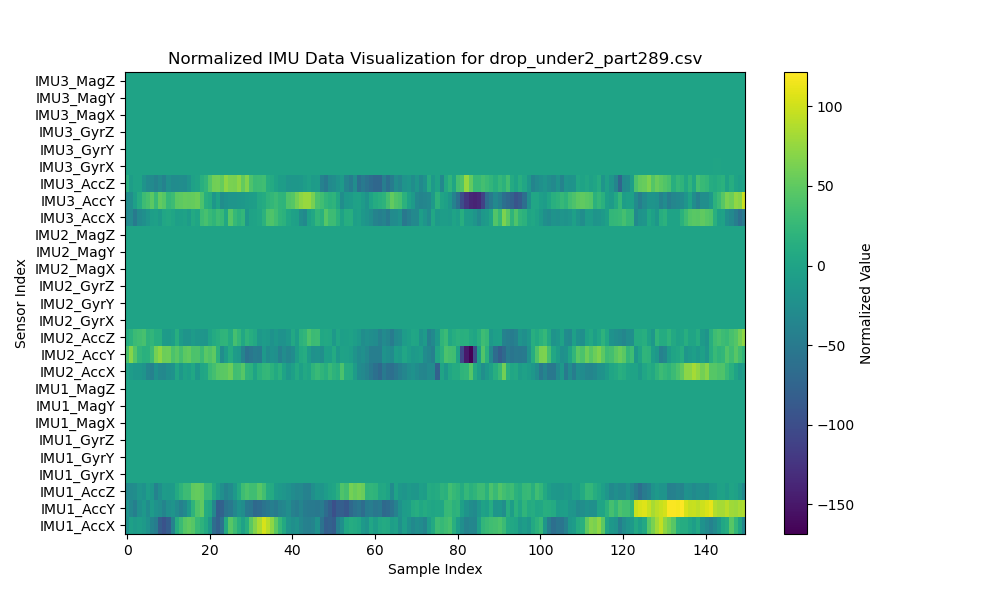 Normalized IMU Data Visualization for drop_under2_part289.csv
IMU3_MagZ
IMU3_MagY
IMU3_MagX
IMU3_GyrZ
IMU3_GyrY
IMU3_GyrX
IMU3_AccZ
IMU3_AccY
IMU3_AccX
IMU2_MagZ
IMU2_MagY
IMU2_MagX
IMU2_GyrZ
IMU2_GyrY
IMU2_GyrX
IMU2_AccZ
IMU2_AccY
IMU2_AccX
IMU1_MagZ
IMU1_MagY
IMU1_MagX
IMU1_GyrZ
IMU1_GyrY
IMU1_GyrX
IMU1_AccZ
IMU1_AccY
IMU1_AccX
Sensor Index
0 20 40 60 80 100 120 140
Sample Index
100
50
0
−50
−100
−150
Normalized Value